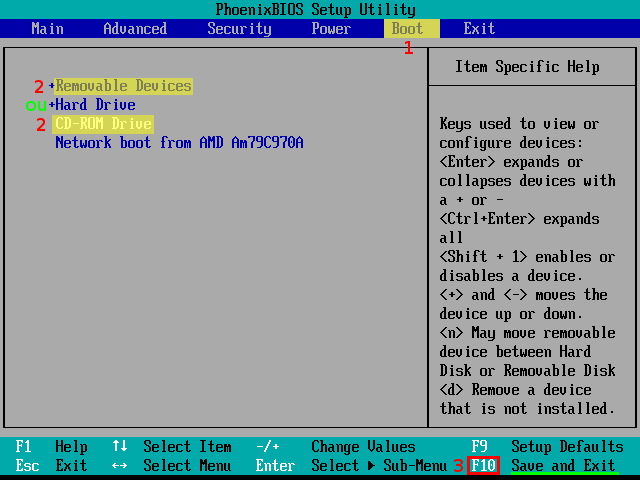 PhoenixBIOS Setup Utility
Main Advanced Security Power Boot Exit
1
2 +Removable Devices
ou +Hard Drive
2 CD-ROM Drive
Network boot from AMD Am79C970A
Item Specific Help
Keys used to view or
configure devices:
<Enter> expands or
collapses devices with
a + or -
<Ctrl+Enter> expands
all
<Shift + 1> enables or
disables a device.
<+> and <-> moves the
device up or down.
<n> May move removable
device between Hard
Disk or Removable Disk
<d> Remove a device
that is not installed.
F1 Help ↑↓ Select Item -/+ Change Values F9 Setup Defaults
Esc Exit ↔ Select Menu Enter Select ▶ Sub-Menu 3 F10 Save and Exit